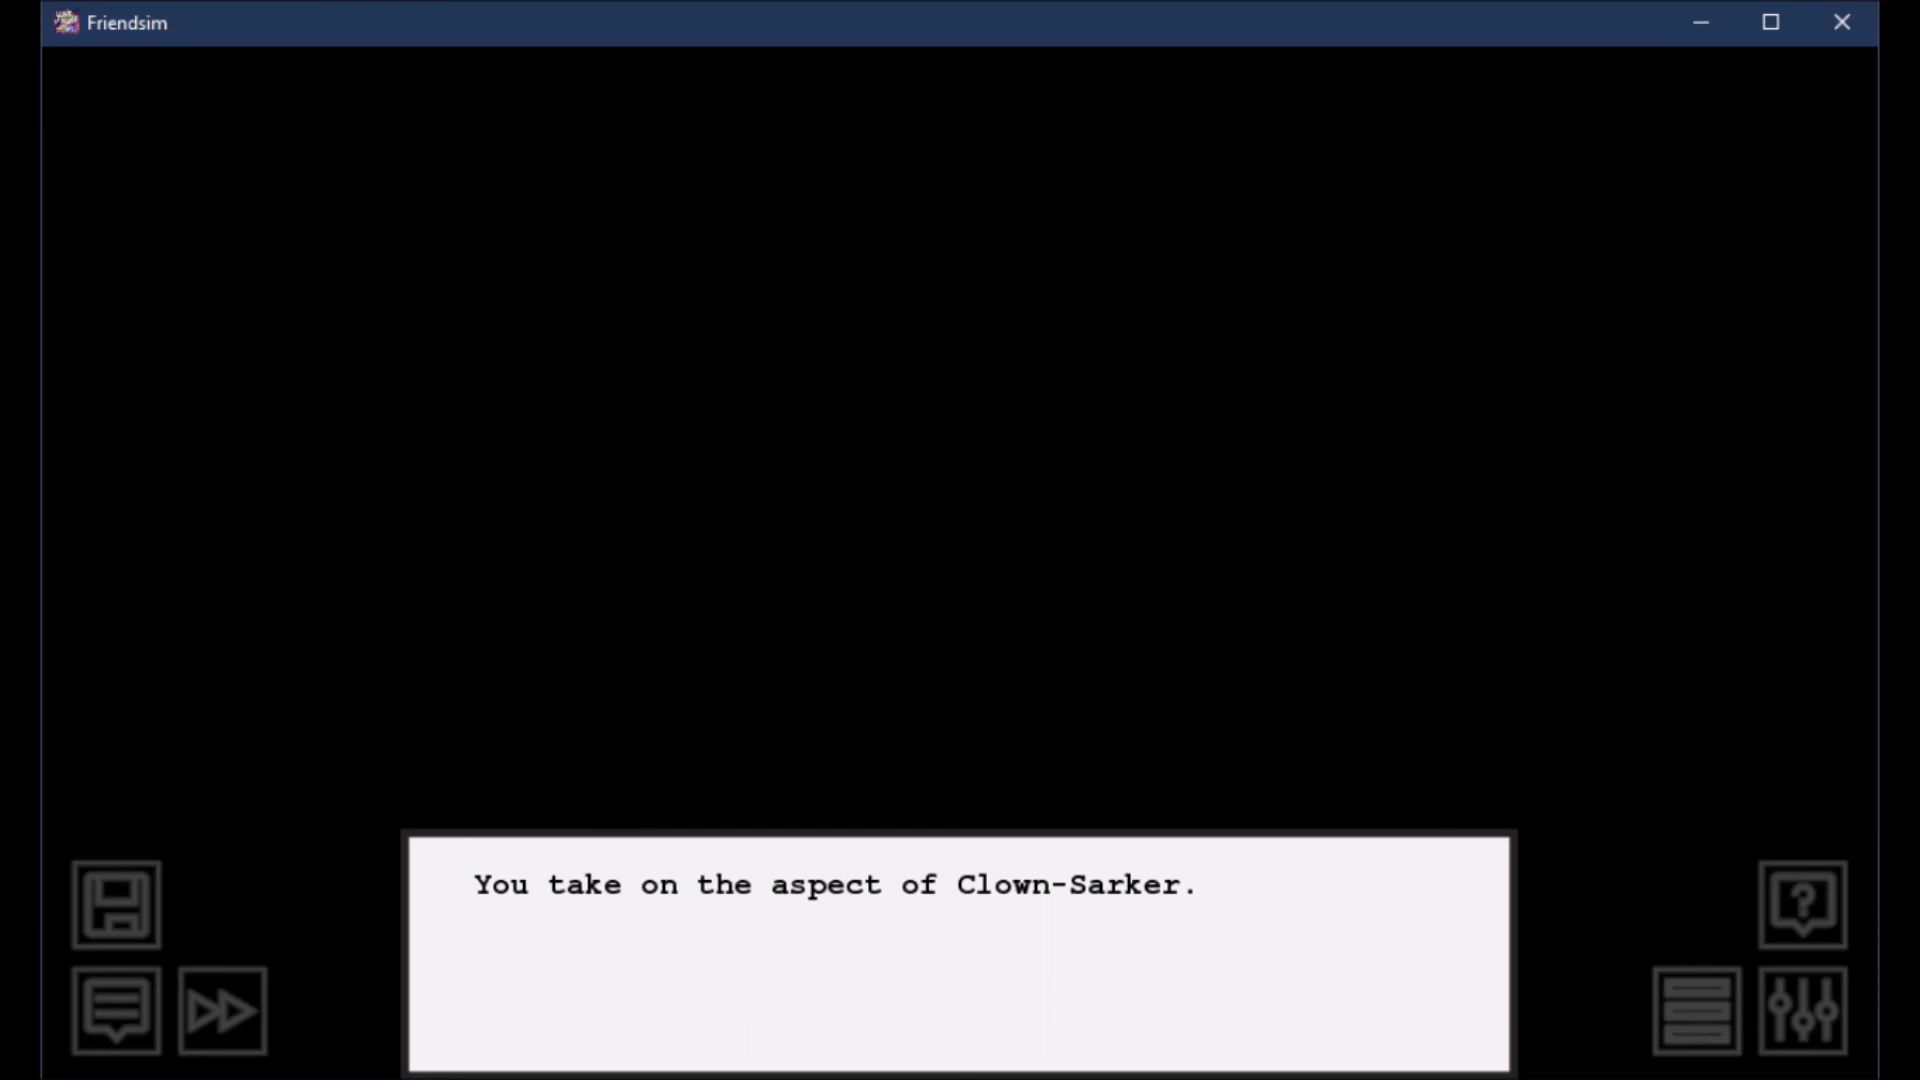 Friendsim
You take on the aspect of Clown-Sarker.